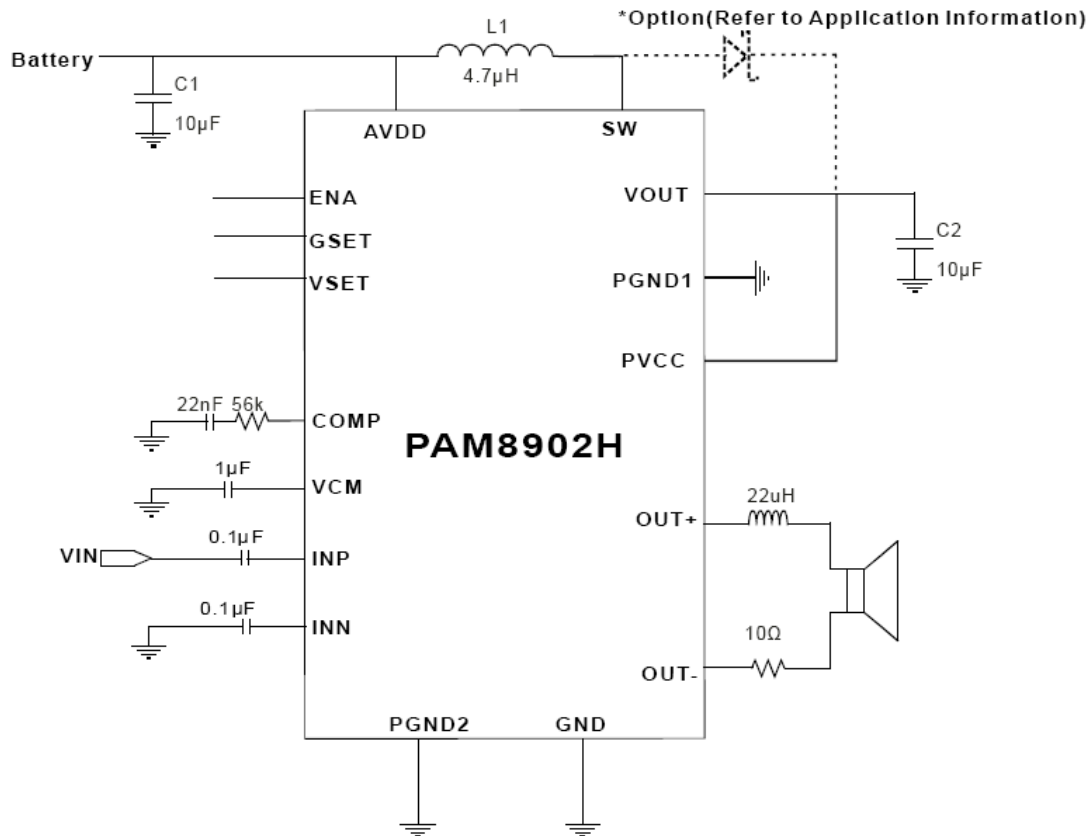 *Option(Refer to Application Information)
L1
Battery
4.7µH
C1
10µF
AVDD
SW
ENA
VOUT
GSET
C2
VSET
PGND1
10µF
PVCC
22nF 56k
COMP
PAM8902H
1µF
VCM
22uH
OUT+
0.1µF
VIN
INP
0.1µF
INN
10Ω
OUT-
PGND2
GND